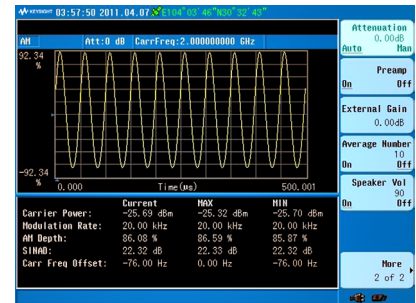 KEYSIGHT 03:57:50 2011.04.07 E104°03'46"N30°32'43"
AM Att:0 dB CarrFreq:2.000000000 GHz
92.34
%
-92.34
%
0.000 Time(µs) 500.001
Current MAX MIN
Carrier Power: -25.69 dBm -25.32 dBm -25.70 dBm
Modulation Rate: 20.00 kHz 20.00 kHz 20.00 kHz
AM Depth: 86.08 % 86.59 % 85.87 %
SINAD: 22.32 dB 22.33 dB 22.32 dB
Carr Freq Offset: -76.00 Hz 0.00 Hz -76.00 Hz
Attenuation
0.00dB
Auto Man
Preamp
On Off
External Gain
0.00dB
Average Number
10
On Off
Speaker Vol
90
On Off
More
2 of 2